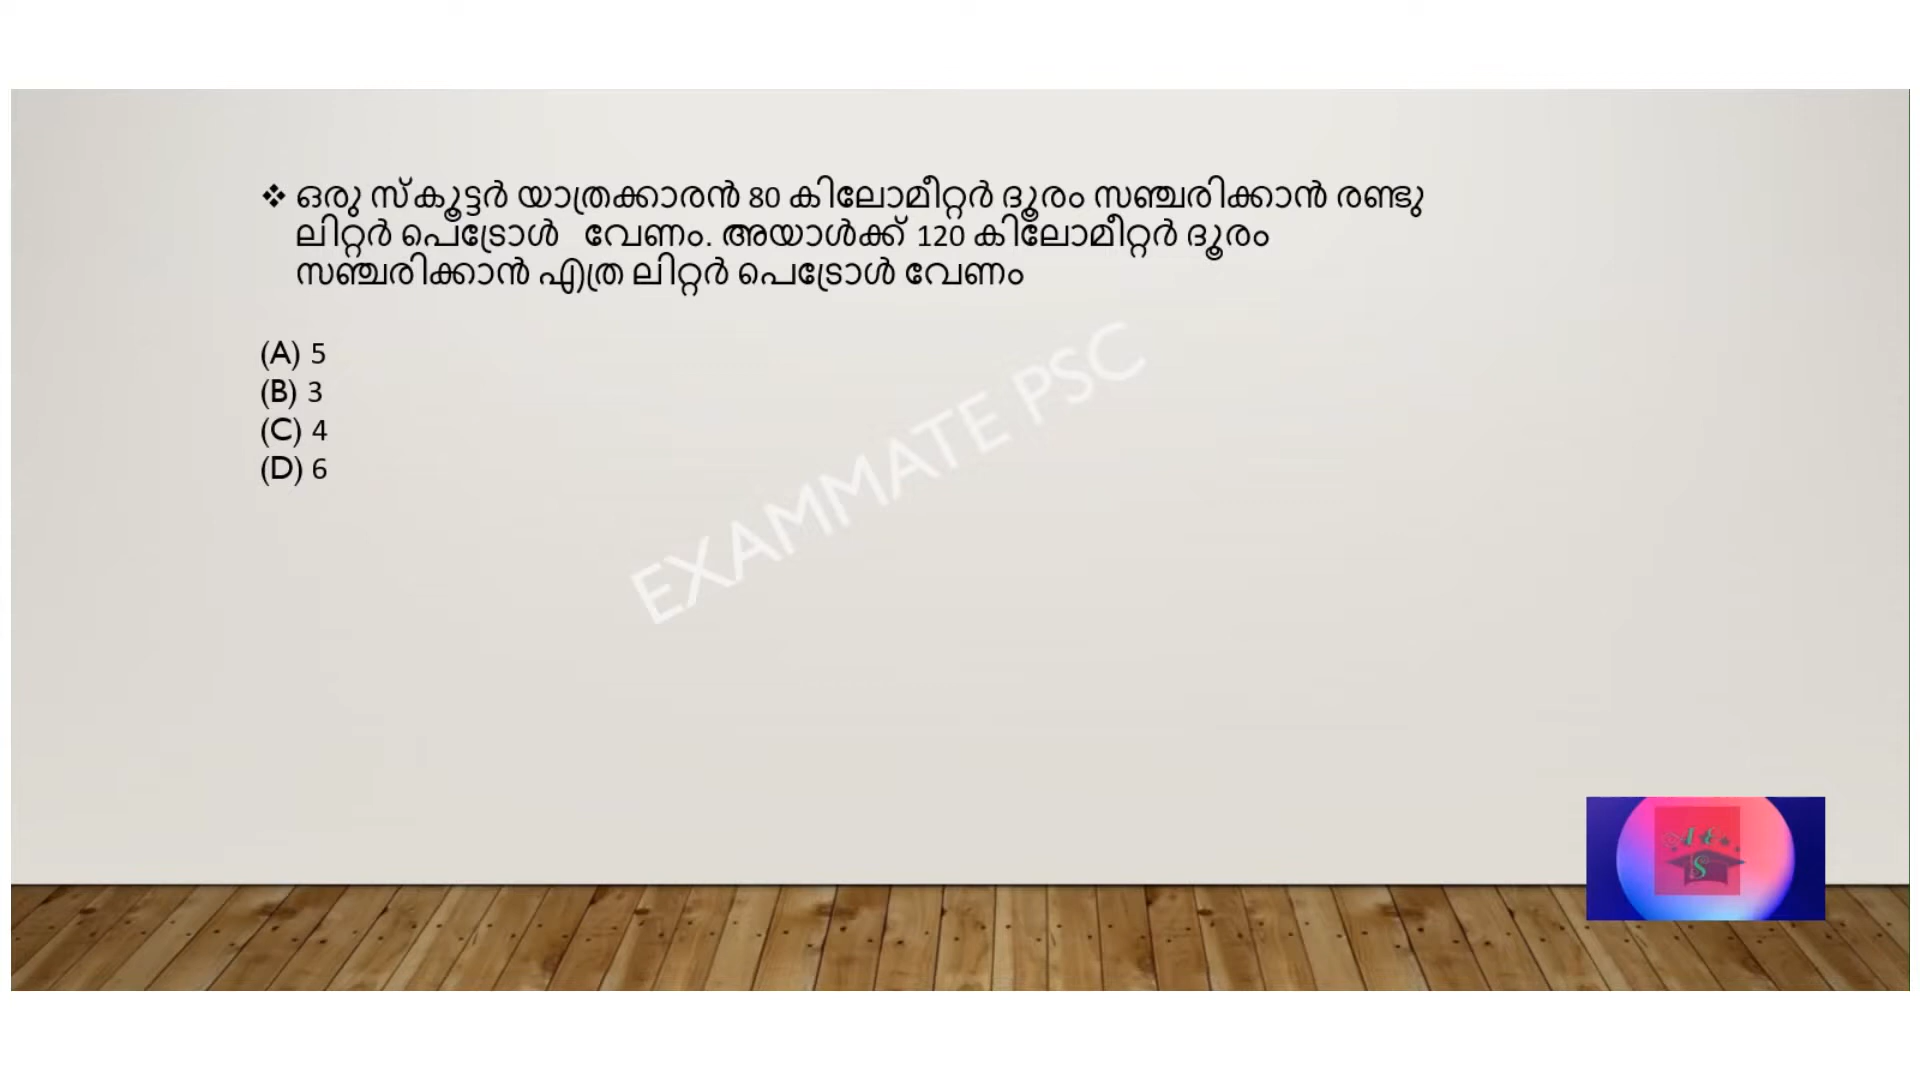 ❖ ഒരു സ്കൂട്ടർ യാത്രക്കാരൻ 80 കിലോമീറ്റർ ദൂരം സഞ്ചരിക്കാൻ രണ്ടു
ലിറ്റർ പെട്രോൾ വേണം. അയാൾക്ക് 120 കിലോമീറ്റർ ദൂരം
സഞ്ചരിക്കാൻ എത്ര ലിറ്റർ പെട്രോൾ വേണം
(A) 5
(B) 3
(C) 4
(D) 6
EXAMMATE PSC
A &
S